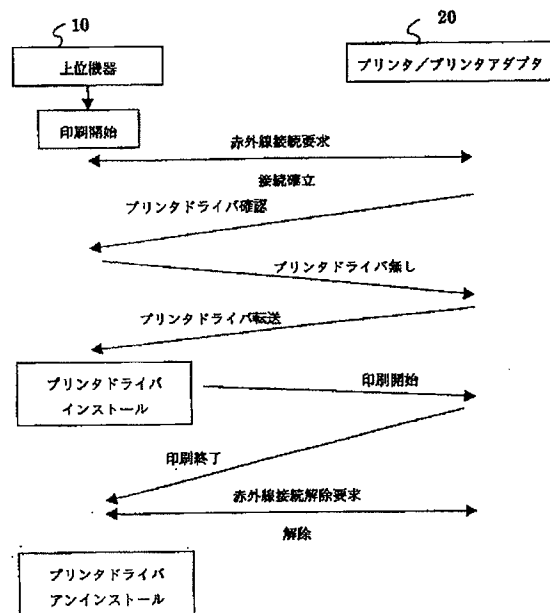 10
20
上位機器
プリンタ／プリンタアダプタ
印刷開始
赤外線接続要求
接続確立
プリンタドライバ確認
プリンタドライバ無し
プリンタドライバ転送
プリンタドライバ
インストール
印刷開始
印刷終了
赤外線接続解除要求
解除
プリンタドライバ
アンインストール